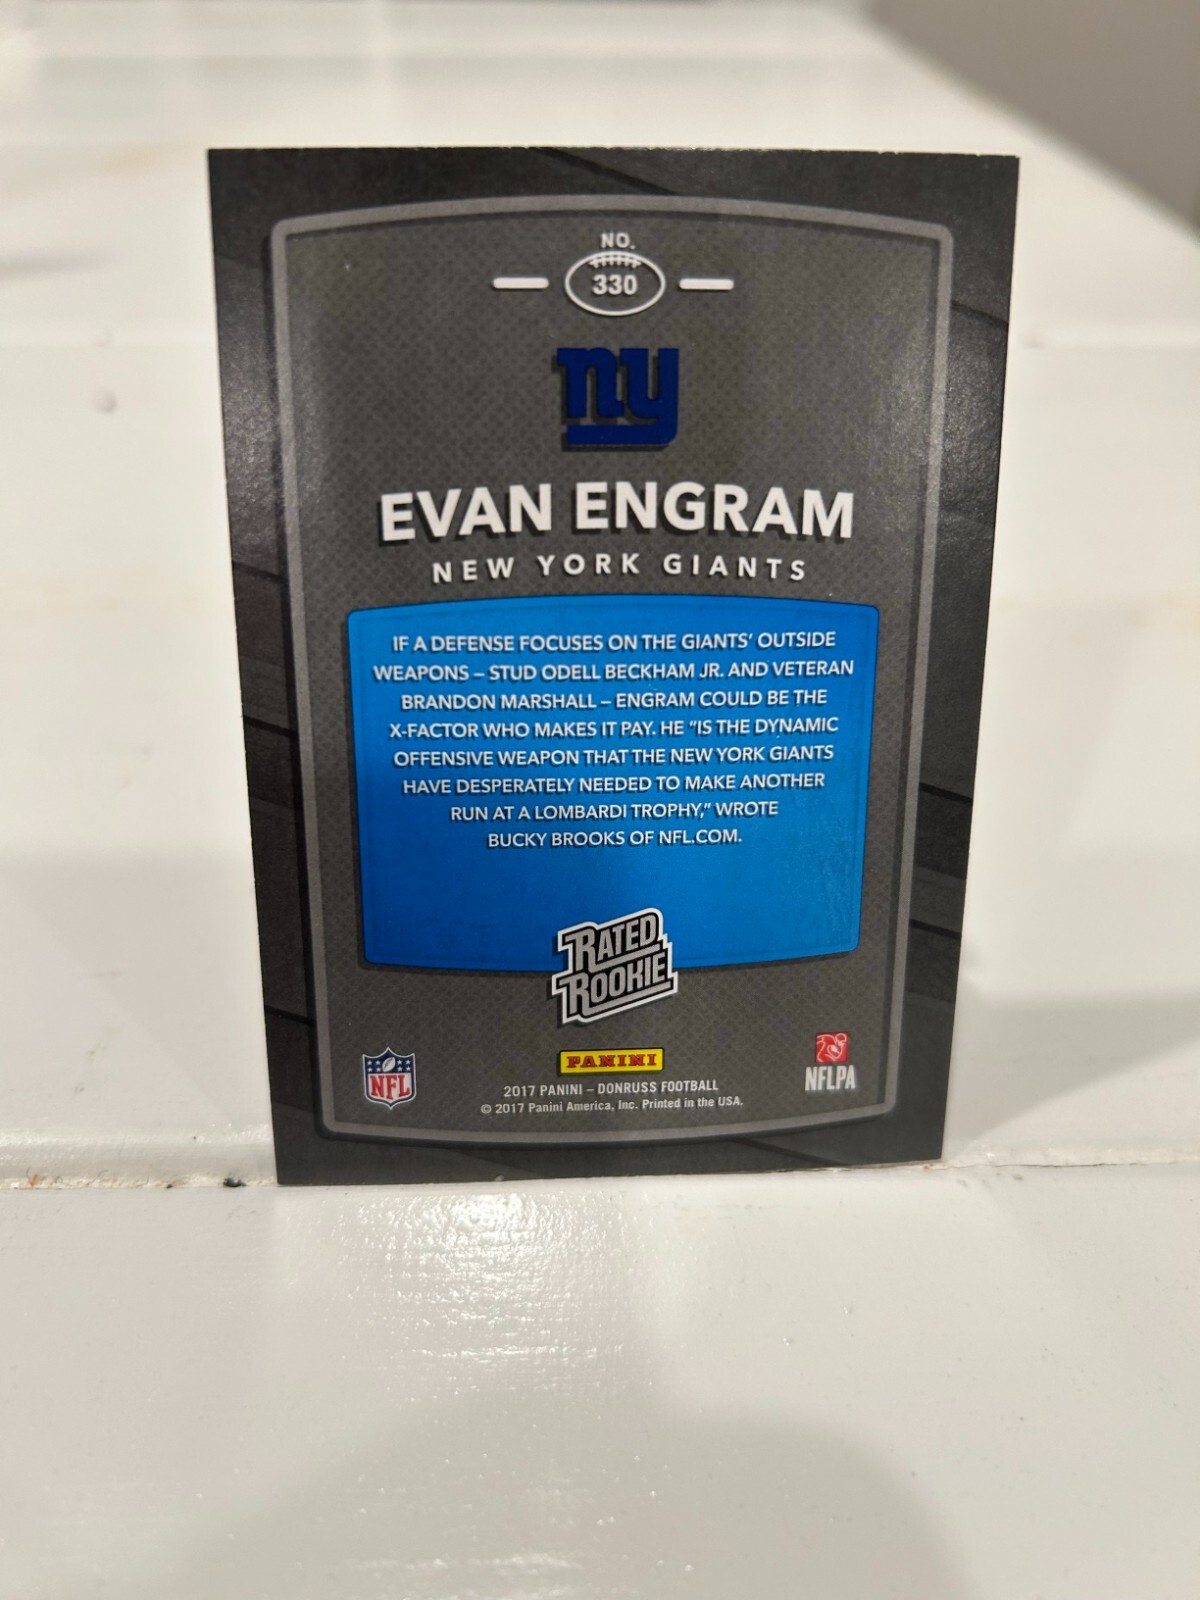 NO.
330
ny
EVAN ENGRAM
NEW YORK GIANTS
IF A DEFENSE FOCUSES ON THE GIANTS' OUTSIDE
WEAPONS – STUD ODELL BECKHAM JR. AND VETERAN
BRANDON MARSHALL – ENGRAM COULD BE THE
X-FACTOR WHO MAKES IT PAY. HE "IS THE DYNAMIC
OFFENSIVE WEAPON THAT THE NEW YORK GIANTS
HAVE DESPERATELY NEEDED TO MAKE ANOTHER
RUN AT A LOMBARDI TROPHY," WROTE
BUCKY BROOKS OF NFL.COM.
RATED
ROOKIE
NFL
PANINI
NFLPA
2017 PANINI – DONRUSS FOOTBALL
© 2017 Panini America, Inc. Printed in the USA.